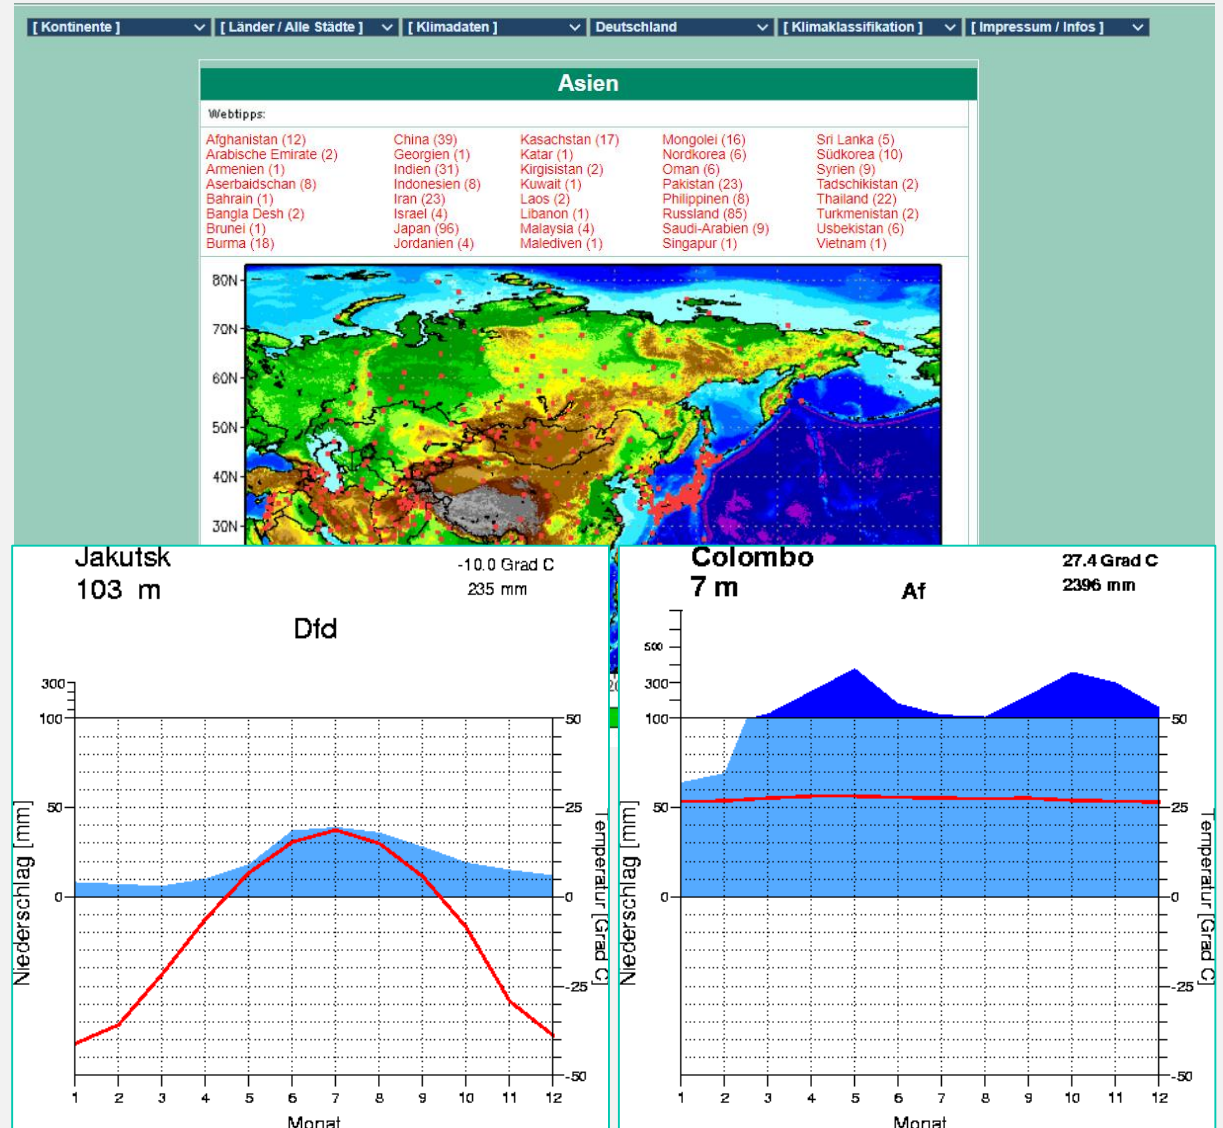 [ Kontinente ] [ Länder / Alle Städte ] [ Klimadaten ] Deutschland [ Klimaklassifikation ] [ Impressum / Infos ]
Asien
Webtipps:
Afghanistan (12) China (39) Kasachstan (17) Mongolei (16) Sri Lanka (5)
Arabische Emirate (2) Georgien (1) Katar (1) Nordkorea (6) Südkorea (10)
Armenien (1) Indien (31) Kirgisistan (2) Oman (6) Syrien (9)
Aserbaidschan (8) Indonesien (8) Kuwait (1) Pakistan (23) Tadschikistan (2)
Bahrain (1) Iran (23) Laos (2) Philippinen (8) Thailand (22)
Bangla Desh (2) Israel (4) Libanon (1) Russland (85) Turkmenistan (2)
Brunei (1) Japan (96) Malaysia (4) Saudi-Arabien (9) Usbekistan (6)
Burma (18) Jordanien (4) Malediven (1) Singapur (1) Vietnam (1)
80N
70N
60N
50N
40N
30N
Jakutsk
103 m
-10.0 Grad C
235 mm
Dfd
300
100
50
0
Niederschlag [mm]
50
25
0
-25
-50
Temperatur [Grad C]
1 2 3 4 5 6 7 8 9 10 11 12
Monat
Colombo
7 m
Af
27.4 Grad C
2396 mm
500
300
100
50
0
Niederschlag [mm]
50
25
0
-25
-50
Temperatur [Grad C]
1 2 3 4 5 6 7 8 9 10 11 12
Monat